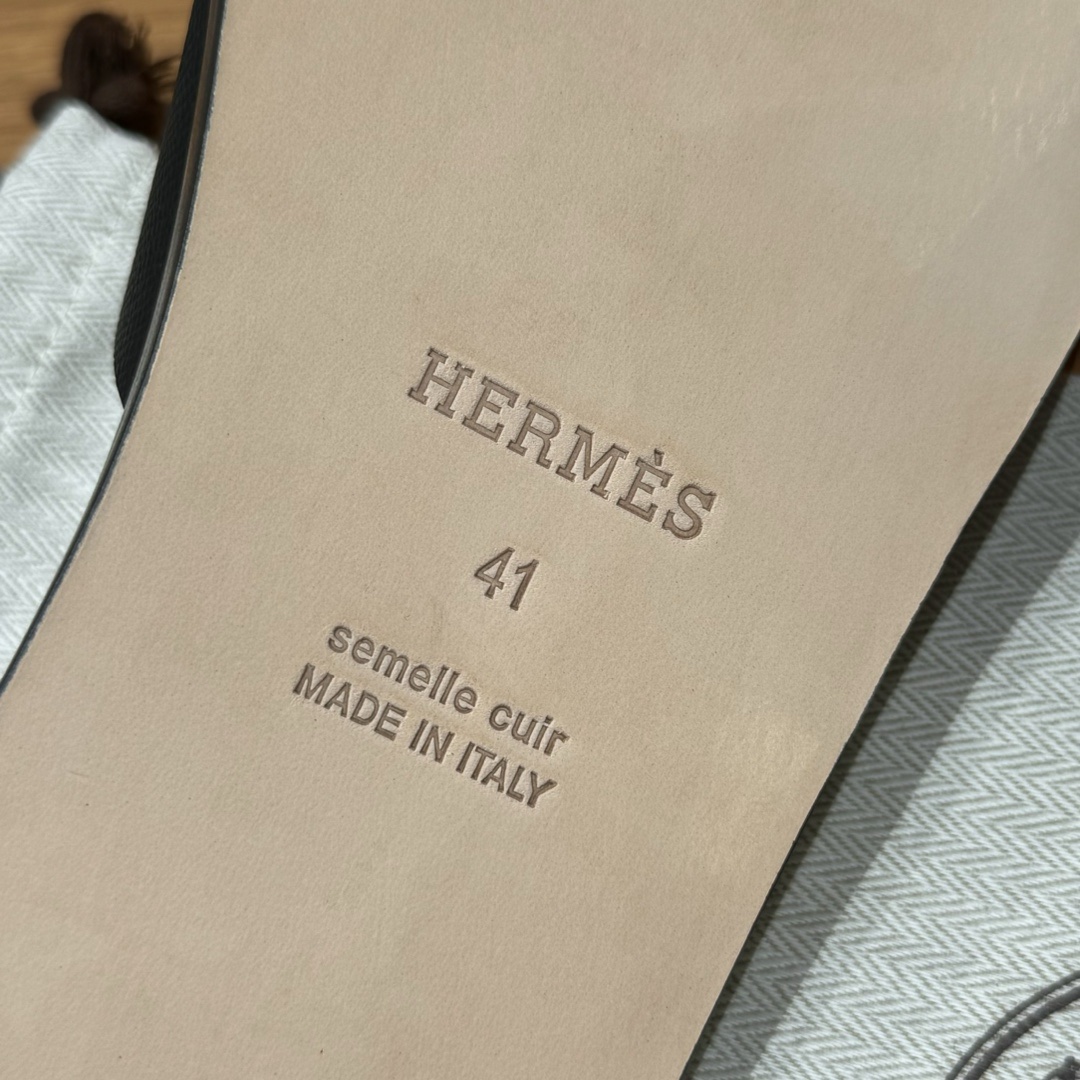 HERMÈS
41
semelle cuir
MADE IN ITALY